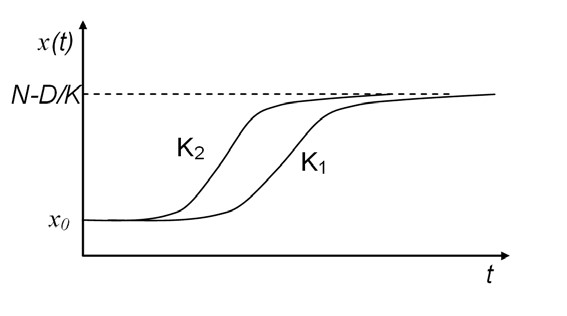 x(t)
N-D/K
K₂
K₁
x₀
t